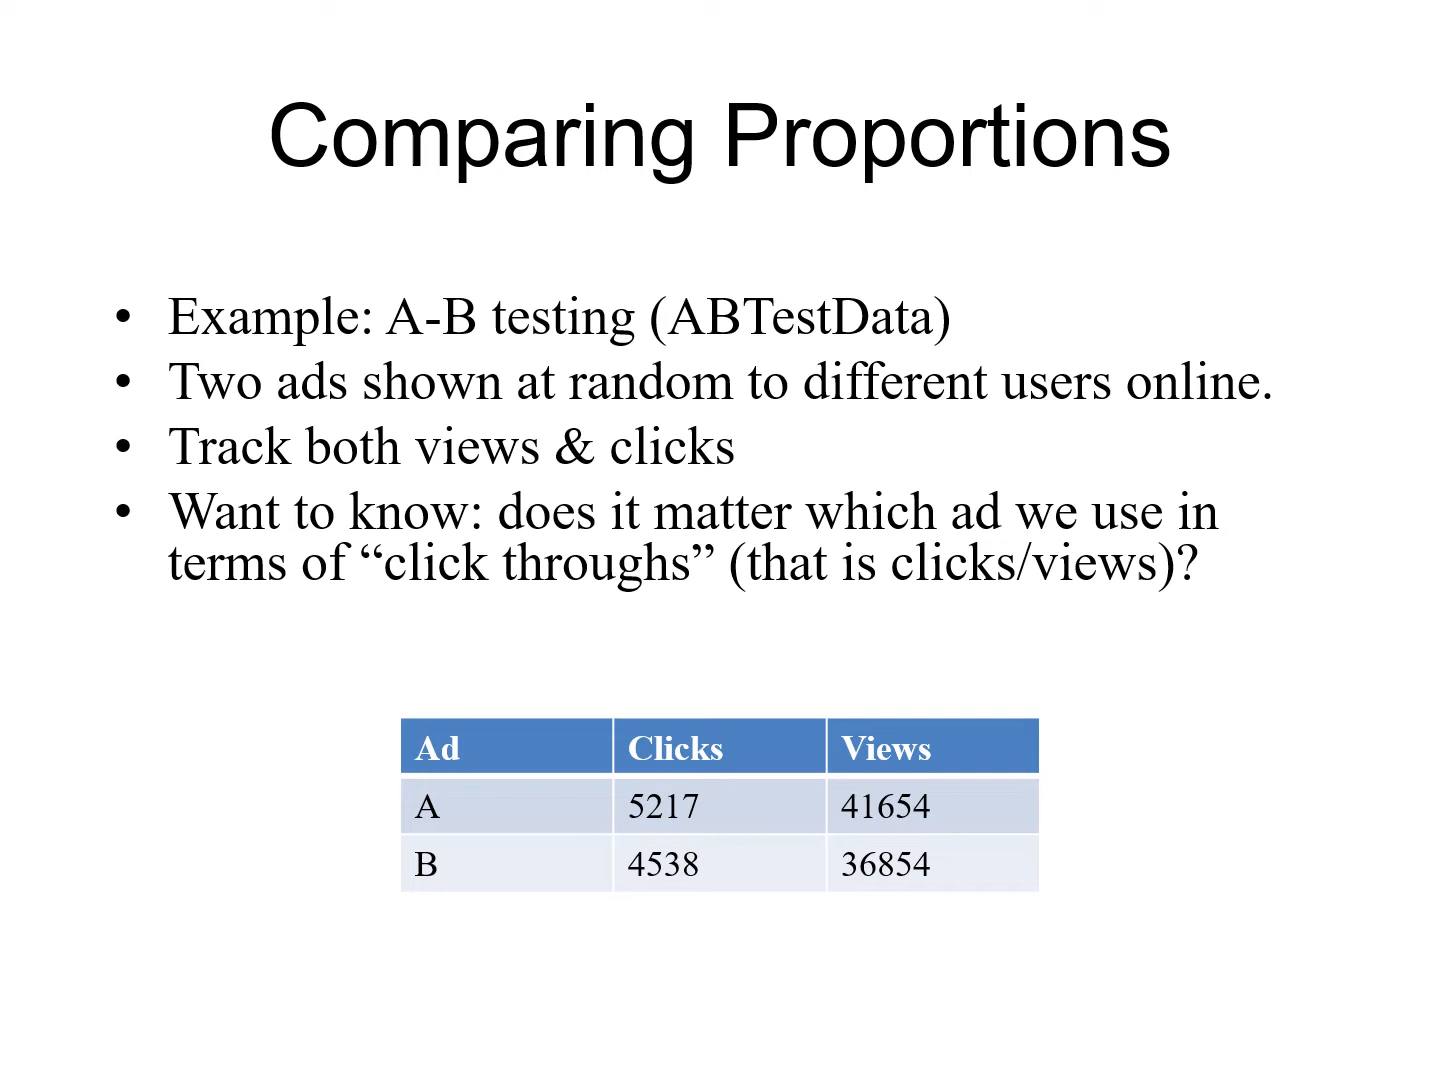 Comparing Proportions
• Example: A-B testing (ABTestData)
• Two ads shown at random to different users online.
• Track both views & clicks
• Want to know: does it matter which ad we use in
terms of “click throughs” (that is clicks/views)?
Ad Clicks Views
A 5217 41654
B 4538 36854